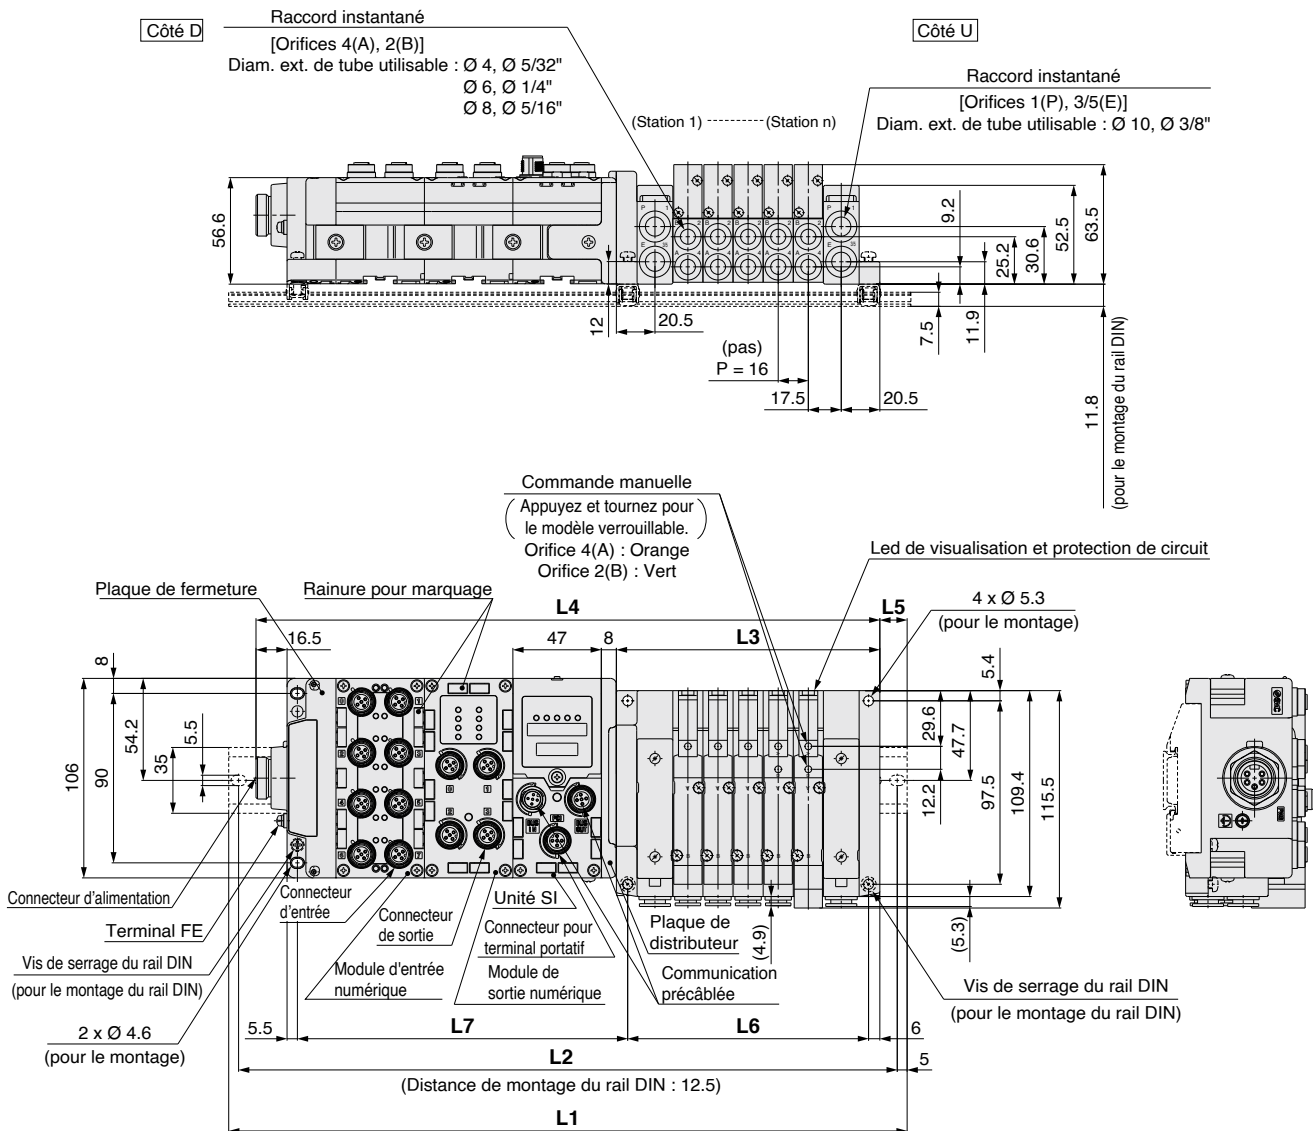 Côté D
Raccord instantané
[Orifices 4(A), 2(B)]
Diam. ext. de tube utilisable : Ø 4, Ø 5/32"
Ø 6, Ø 1/4"
Ø 8, Ø 5/16"
Côté U
Raccord instantané
[Orifices 1(P), 3/5(E)]
Diam. ext. de tube utilisable : Ø 10, Ø 3/8"
(Station 1) --------- (Station n)
56.6
12
20.5
(pas)
P = 16
17.5
20.5
9.2
25.2
30.6
52.5
63.5
7.5
11.9
11.8
(pour le montage du rail DIN)
Commande manuelle
(Appuyez et tournez pour
le modèle verrouillable.)
Orifice 4(A) : Orange
Orifice 2(B) : Vert
Led de visualisation et protection de circuit
Plaque de fermeture
Rainure pour marquage
L4
L5
4 x Ø 5.3
(pour le montage)
16.5
47
8
L3
8
106
90
54.2
35
5.5
5.4
29.6
12.2
47.7
97.5
109.4
115.5
(4.9)
(5.3)
BUS IN
BUS OUT
Connecteur d'alimentation
Terminal FE
Vis de serrage du rail DIN
(pour le montage du rail DIN)
2 x Ø 4.6
(pour le montage)
Connecteur
d'entrée
Module d'entrée
numérique
Connecteur
de sortie
Unité SI
Connecteur pour
terminal portatif
Module de
sortie numérique
Plaque de
distributeur
Communication
précâblée
Vis de serrage du rail DIN
(pour le montage du rail DIN)
5.5
L7
L6
6
L2
5
(Distance de montage du rail DIN : 12.5)
L1